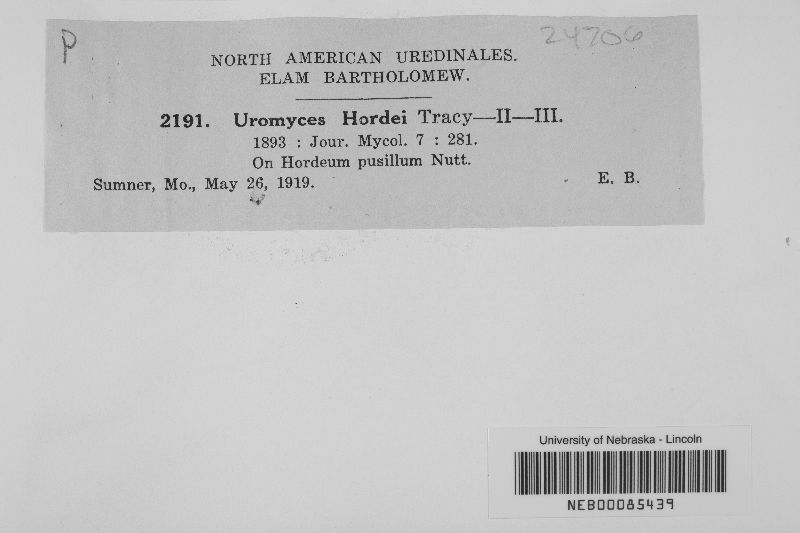 P
24706
NORTH AMERICAN UREDINALES.
ELAM BARTHOLOMEW.
2191. Uromyces Hordei Tracy—II—III.
1893 : Jour. Mycol. 7 : 281.
On Hordeum pusillum Nutt.
Sumner, Mo., May 26, 1919. E. B.
University of Nebraska - Lincoln
NEB00085439